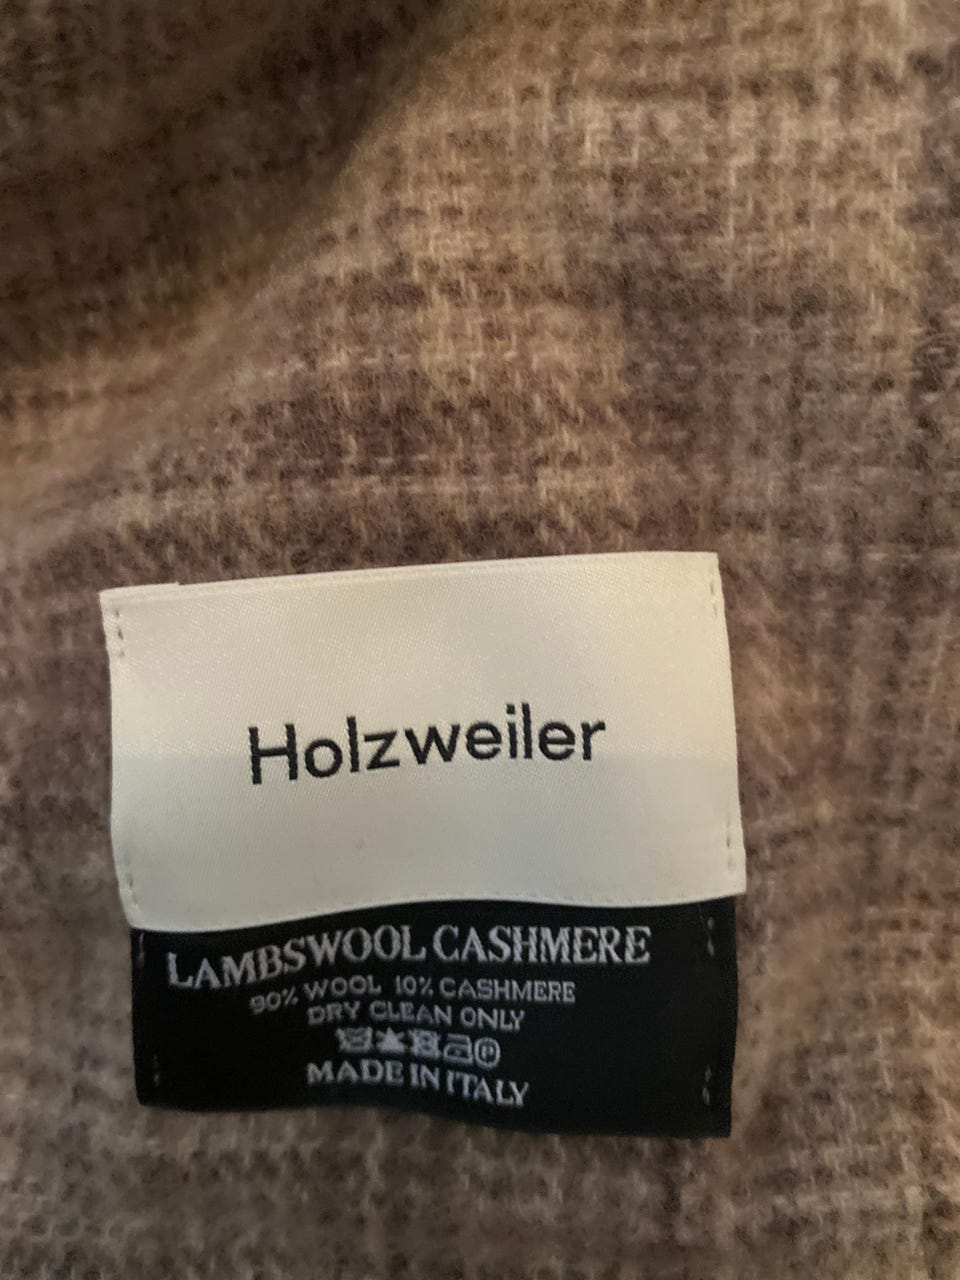 Holzweiler
LAMBSWOOL CASHMERE
90% WOOL 10% CASHMERE
DRY CLEAN ONLY
MADE IN ITALY